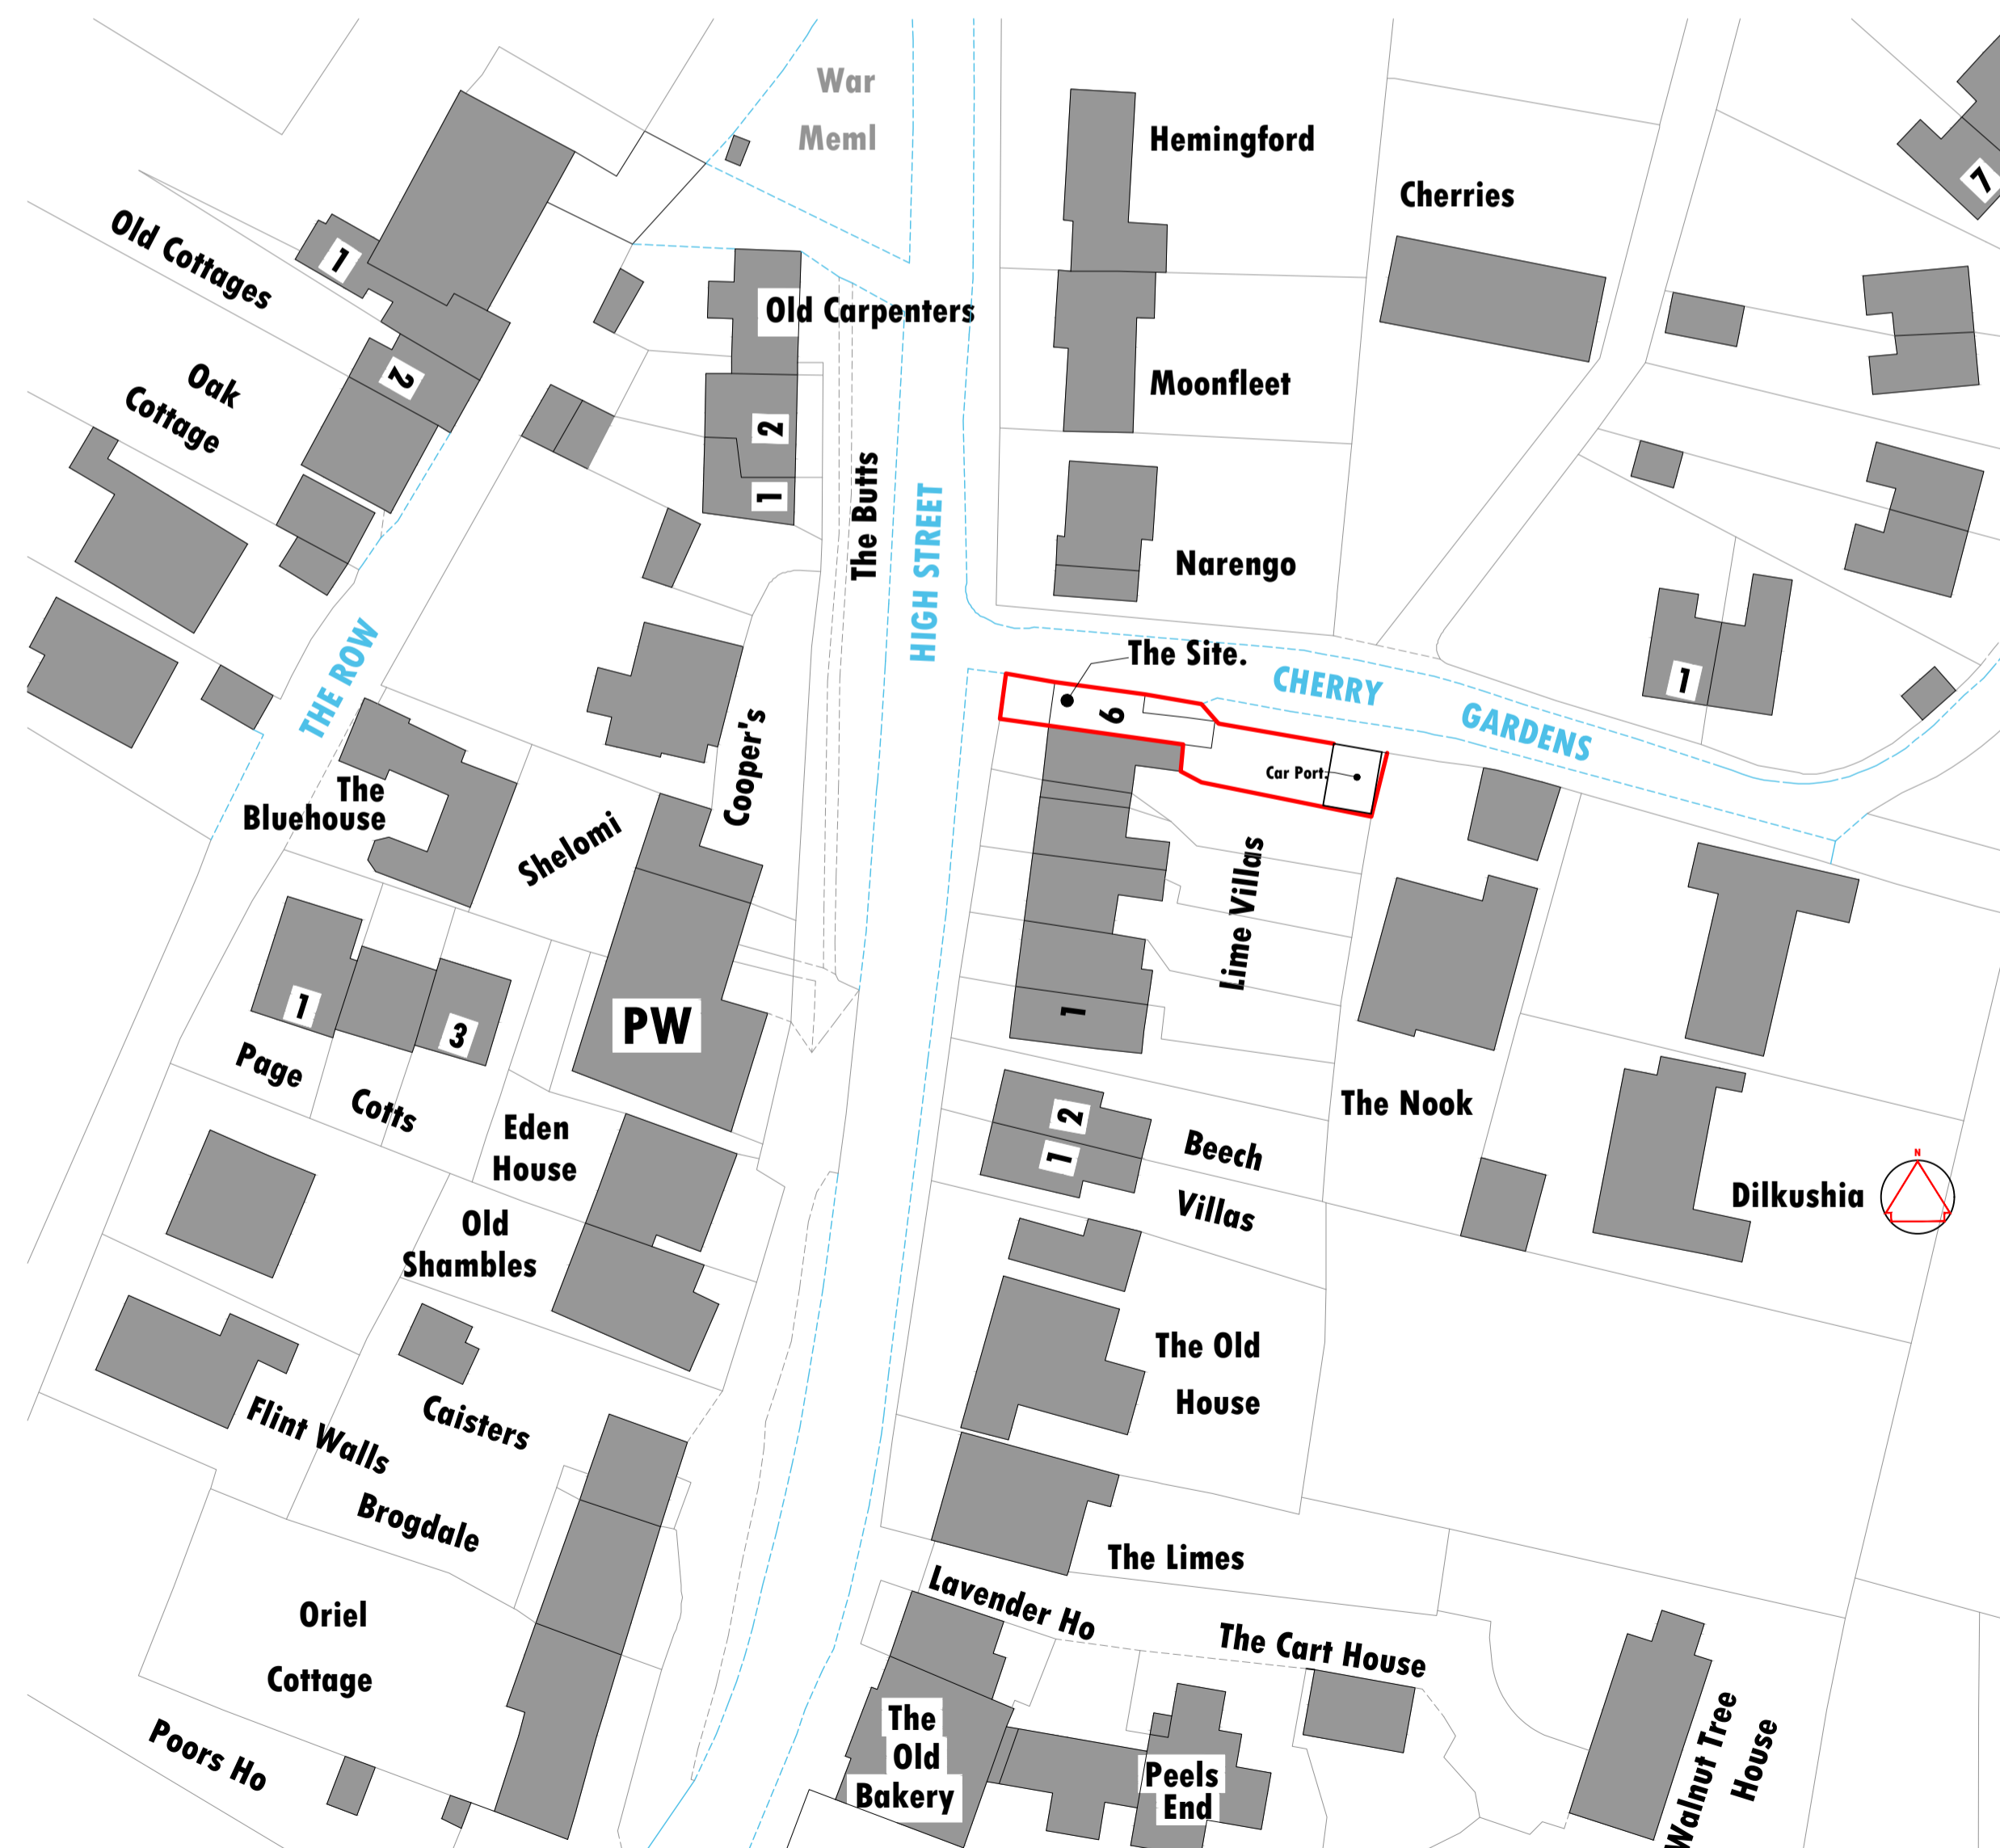 War
Meml
Hemingford
Cherries
7
Old Cottages
1
Old Carpenters
Oak
Cottage
2
Moonfleet
2
1
The Butts
HIGH STREET
Narengo
THE ROW
The Site.
CHERRY
GARDENS
1
6
Car Port.
Cooper's
The
Bluehouse
Shelomi
Lime Villas
1
PW
1
3
Page
Cotts
Eden
House
2
1
Beech
Villas
The Nook
N
Dilkushia
Old
Shambles
The Old
House
Flint Walls
Caisters
Brogdale
The Limes
Lavender Ho
The Cart House
Oriel
Cottage
Poors Ho
The
Old
Bakery
Peels
End
Walnut Tree
House